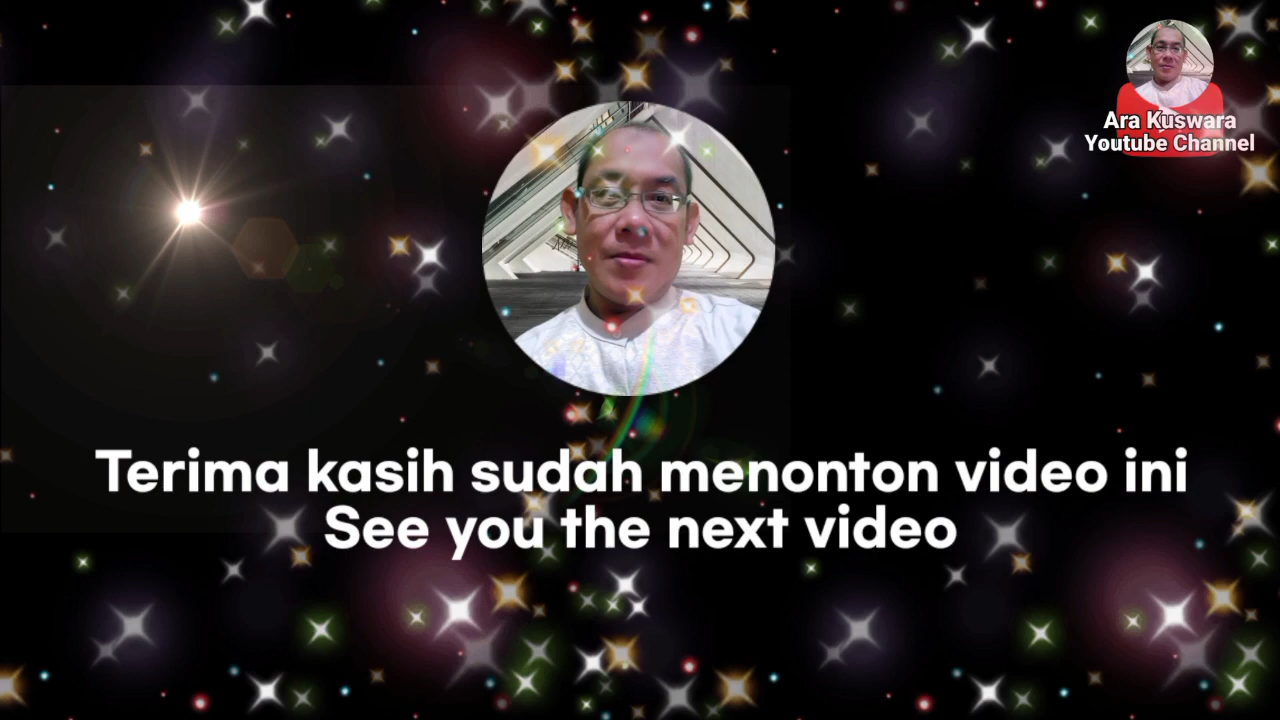 Ara Kuswara
Youtube Channel
Terima kasih sudah menonton video ini
See you the next video